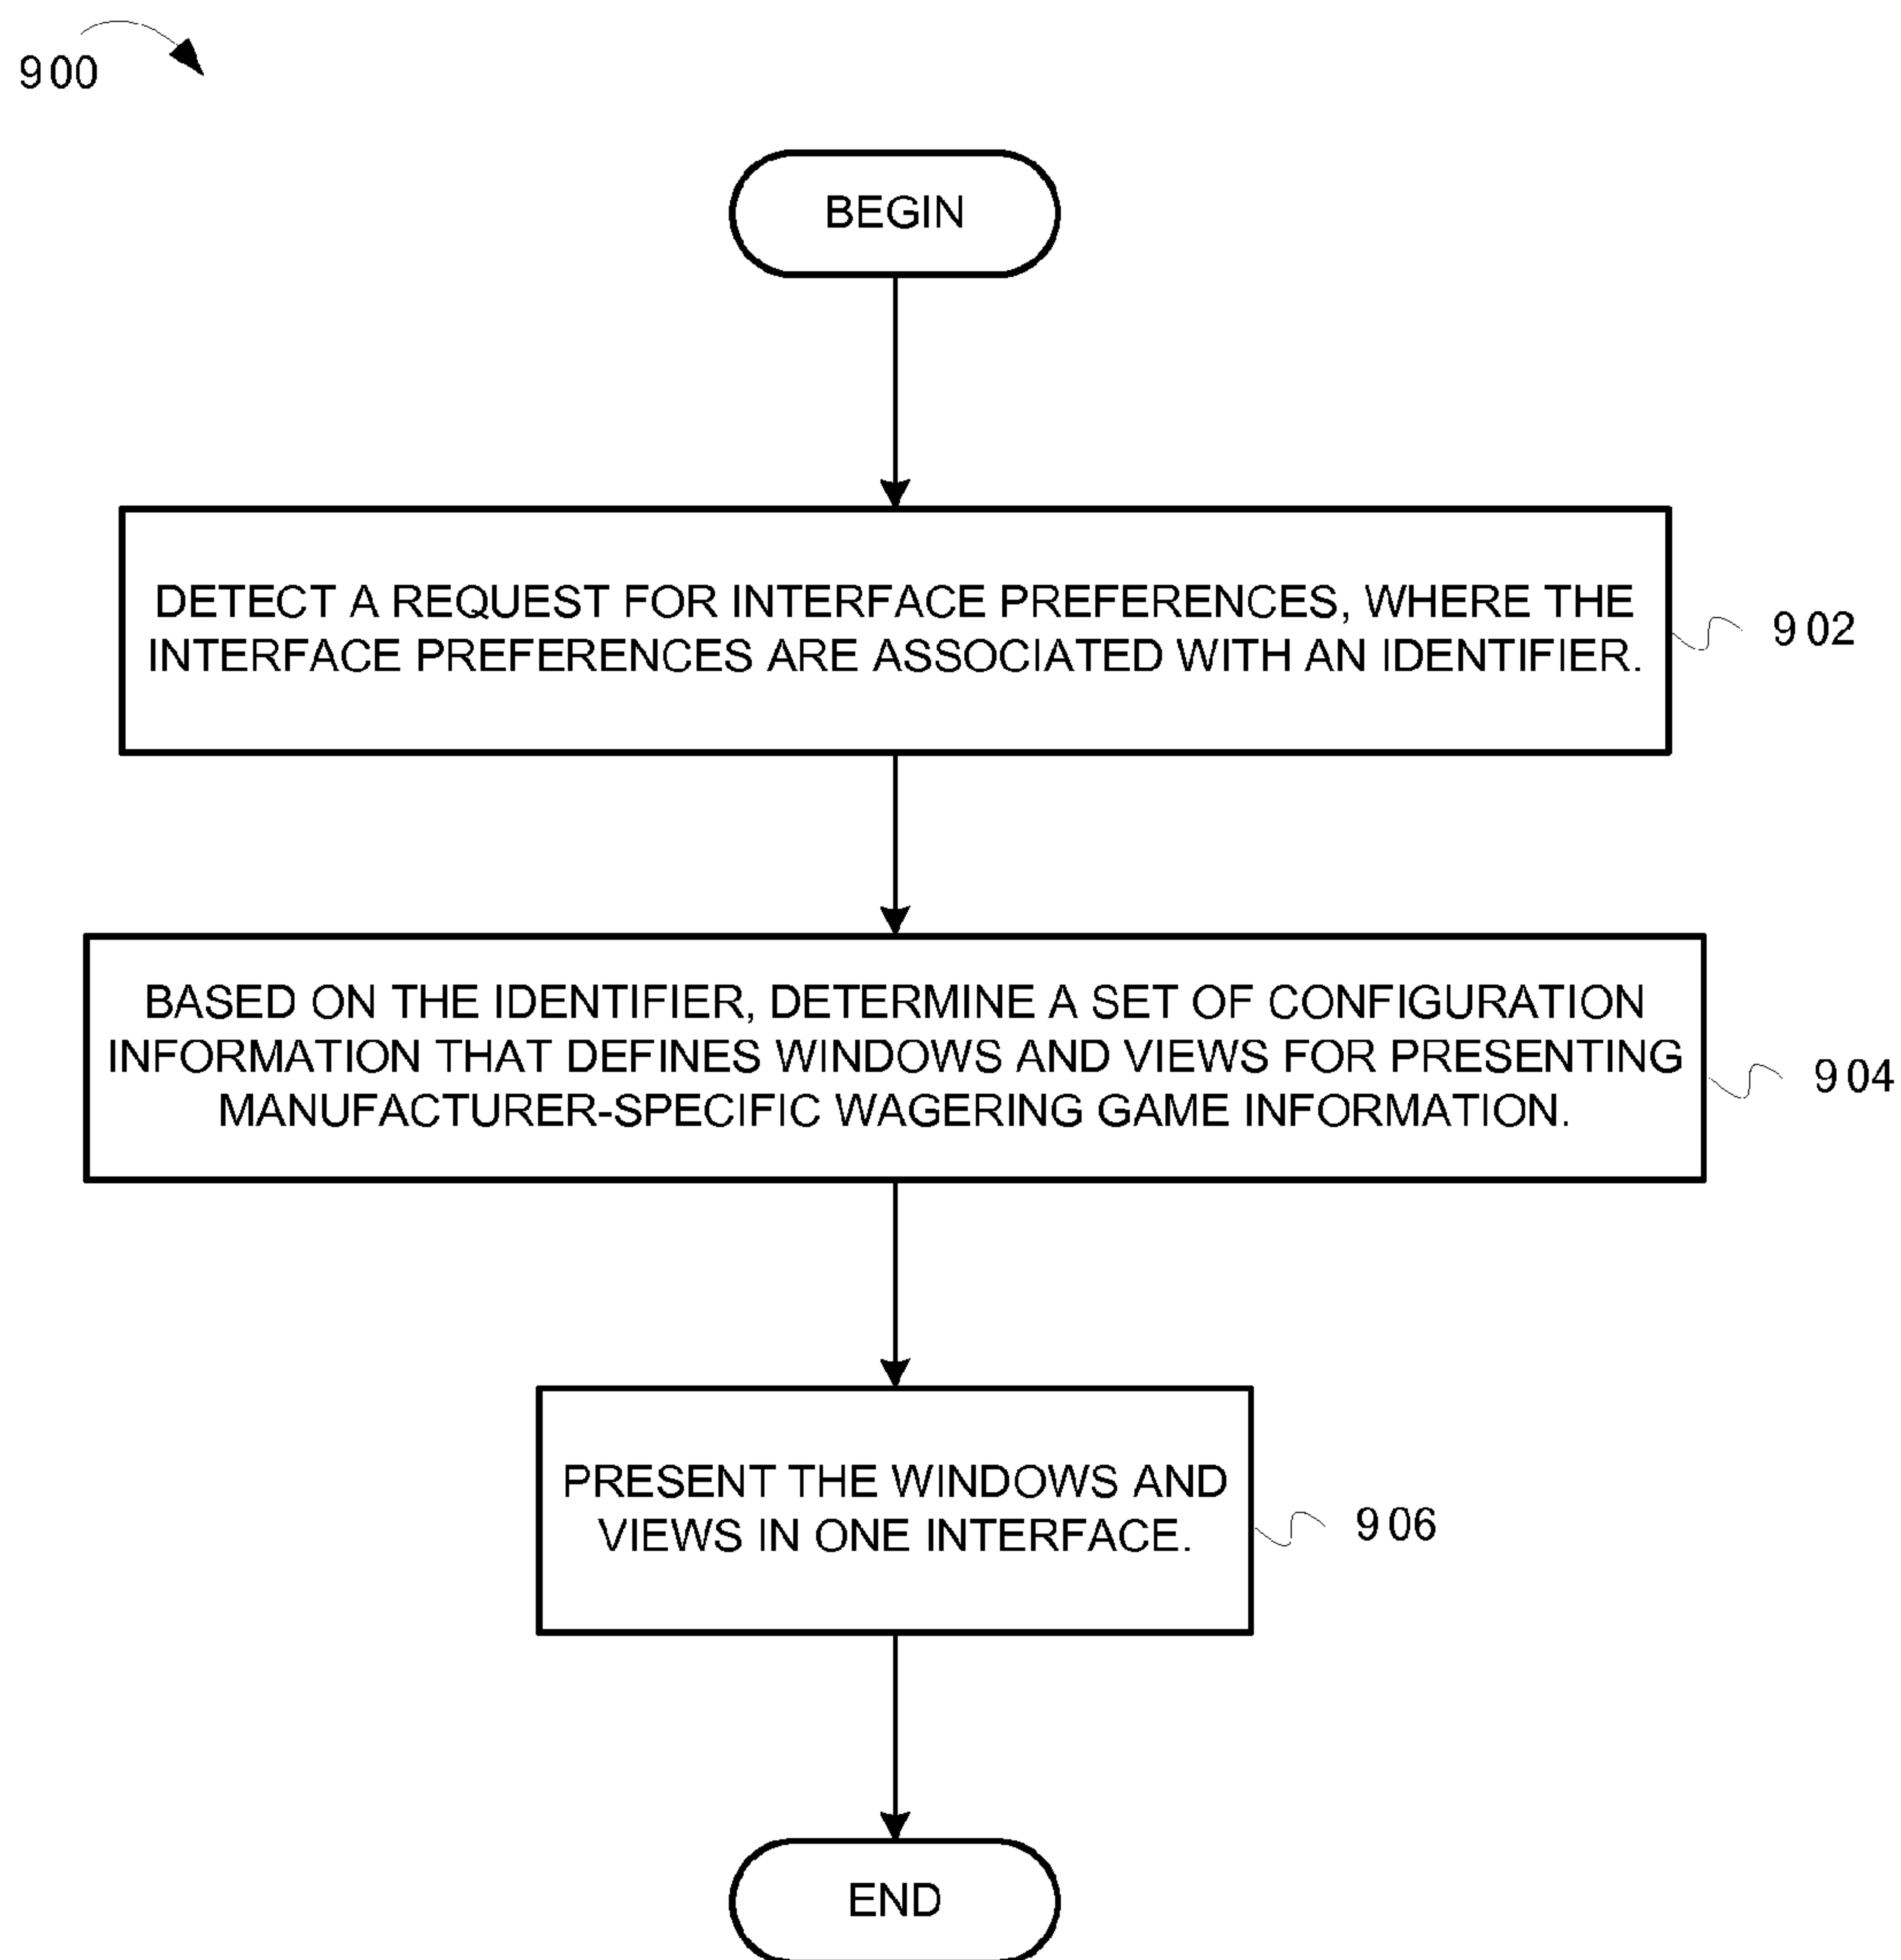 900
BEGIN
DETECT A REQUEST FOR INTERFACE PREFERENCES, WHERE THE
INTERFACE PREFERENCES ARE ASSOCIATED WITH AN IDENTIFIER.
902
BASED ON THE IDENTIFIER, DETERMINE A SET OF CONFIGURATION
INFORMATION THAT DEFINES WINDOWS AND VIEWS FOR PRESENTING
MANUFACTURER-SPECIFIC WAGERING GAME INFORMATION.
904
PRESENT THE WINDOWS AND
VIEWS IN ONE INTERFACE.
906
END